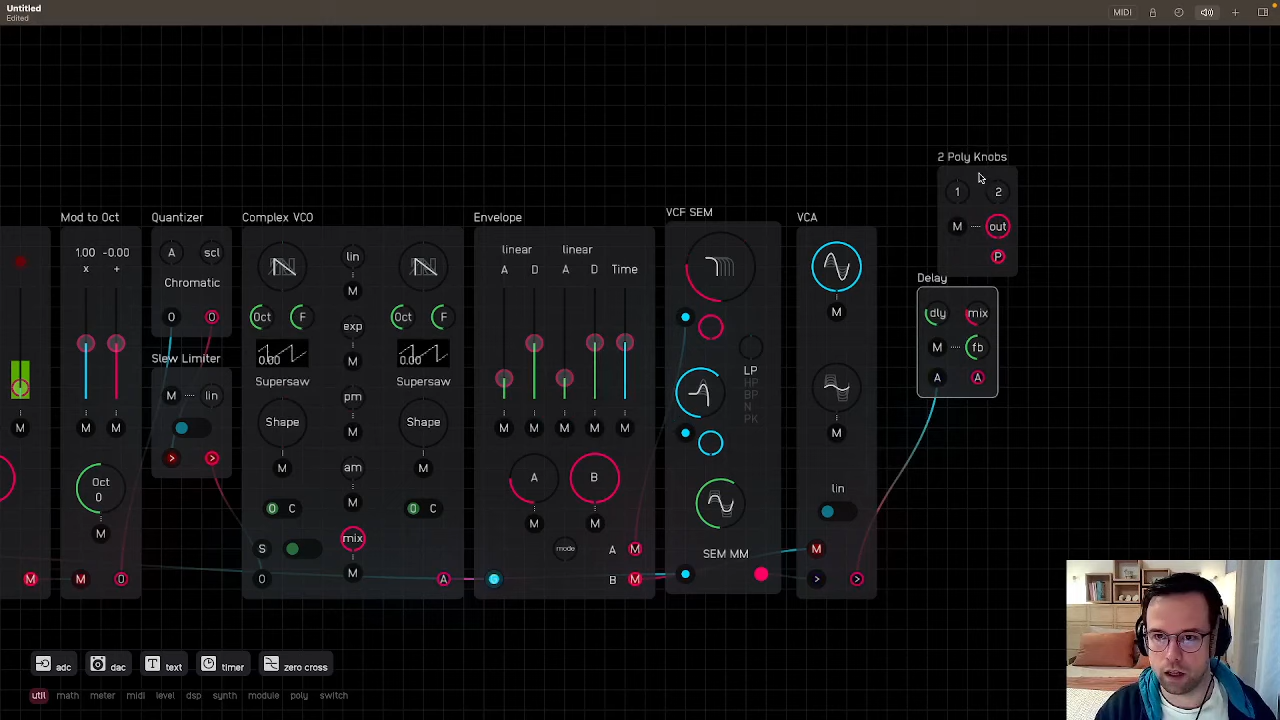 Untitled
Edited
MIDI
2 Poly Knobs
1 2
M out
P
Mod to Oct
1.00 -0.00
x +
M M
Oct
0
M
M M O
M
Quantizer
A scl
Chromatic
O O
Slew Limiter
M lin
> >
Complex VCO
lin
M
Oct F
exp
Oct F
0.00
M
0.00
Supersaw
pm
Supersaw
Shape
M
Shape
M
am
M
O C
M
O C
S
mix
O
M
A
Envelope
linear linear
A D A D Time
M M M M M
A B
M M
mode
A M
B M
VCF SEM
LP
HP
BP
N
PK
SEM MM
VCA
M
M
lin
M
> >
Delay
dly mix
M fb
A A
adc dac text timer zero cross
util math meter midi level dsp synth module poly switch